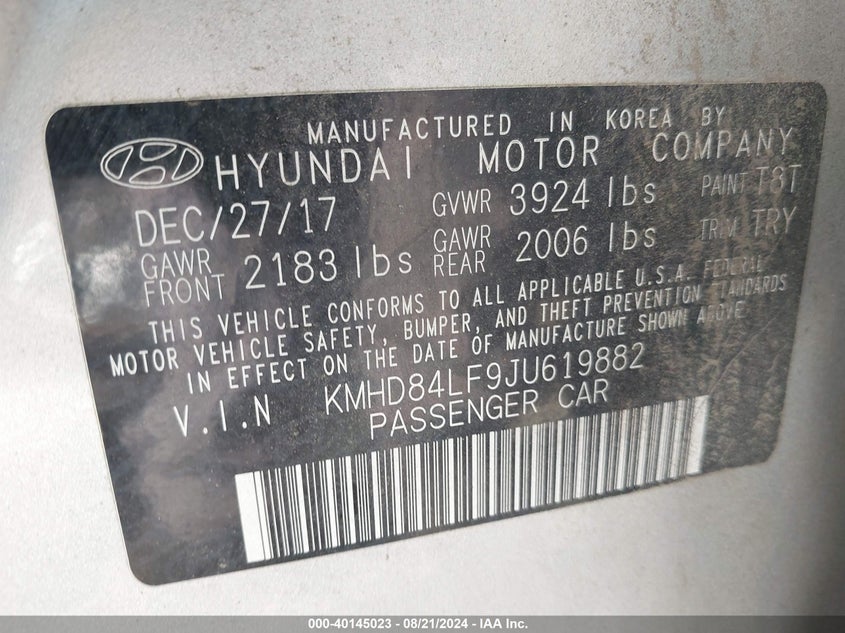 MANUFACTURED IN KOREA BY
HYUNDAI MOTOR COMPANY
DEC/27/17 GVWR 3924 lbs PAINT T8T
GAWR FRONT 2183 lbs GAWR REAR 2006 lbs TRIM TRY
THIS VEHICLE CONFORMS TO ALL APPLICABLE U.S.A. FEDERAL
MOTOR VEHICLE SAFETY, BUMPER, AND THEFT PREVENTION STANDARDS
IN EFFECT ON THE DATE OF MANUFACTURE SHOWN ABOVE
V.I.N KMHD84LF9JU619882
PASSENGER CAR
000-40145023 - 08/21/2024 - IAA Inc.